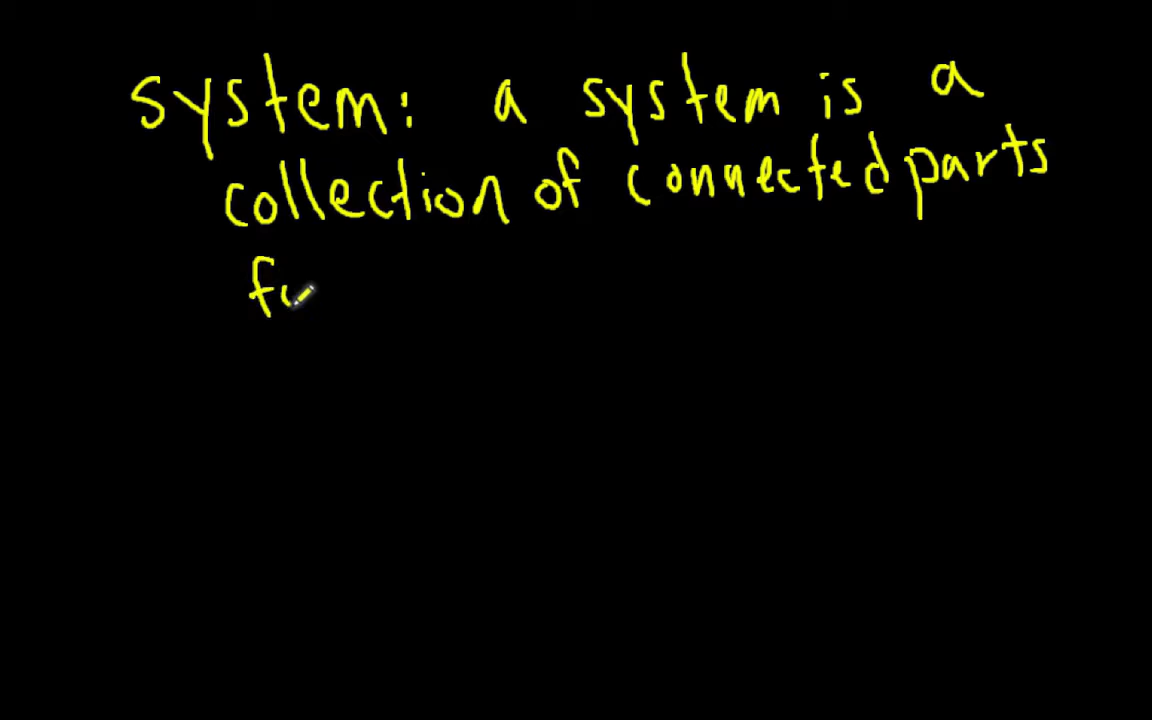 system: a system is a
collection of connected parts